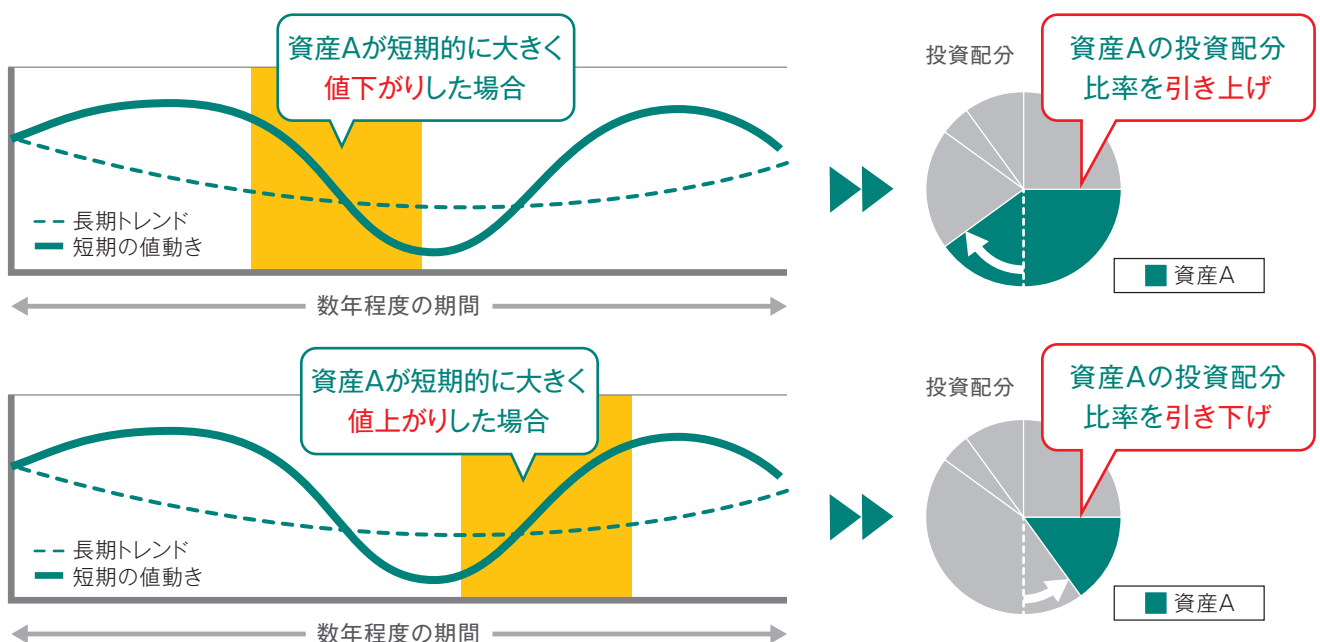 資産Aが短期的に大きく
値下がりした場合
長期トレンド
短期の値動き
数年程度の期間
投資配分
資産Aの投資配分
比率を引き上げ
資産A
資産Aが短期的に大きく
値上がりした場合
長期トレンド
短期の値動き
数年程度の期間
投資配分
資産Aの投資配分
比率を引き下げ
資産A